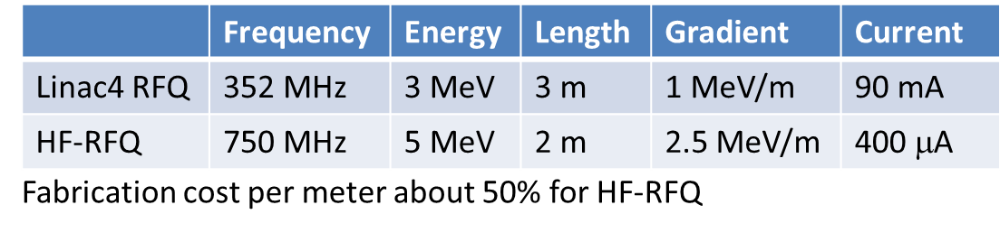 Frequency Energy Length Gradient Current
Linac4 RFQ 352 MHz 3 MeV 3 m 1 MeV/m 90 mA
HF-RFQ 750 MHz 5 MeV 2 m 2.5 MeV/m 400 μA
Fabrication cost per meter about 50% for HF-RFQ